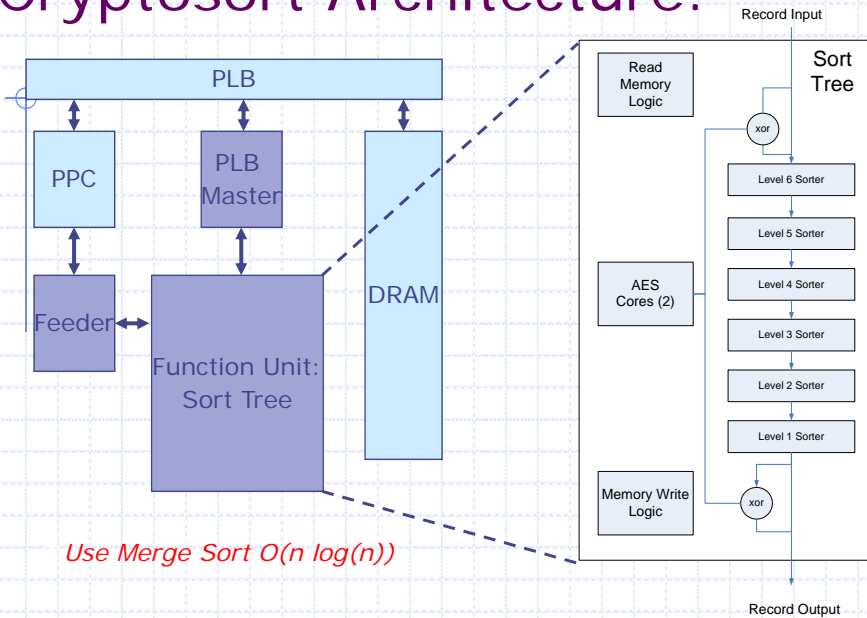 Cryptosort Architecture:
Record Input
PLB
PPC
PLB
Master
Feeder
Function Unit:
Sort Tree
DRAM
Use Merge Sort O(n log(n))
Sort
Tree
Read
Memory
Logic
xor
Level 6 Sorter
Level 5 Sorter
AES
Cores (2)
Level 4 Sorter
Level 3 Sorter
Level 2 Sorter
Level 1 Sorter
Memory Write
Logic
xor
Record Output